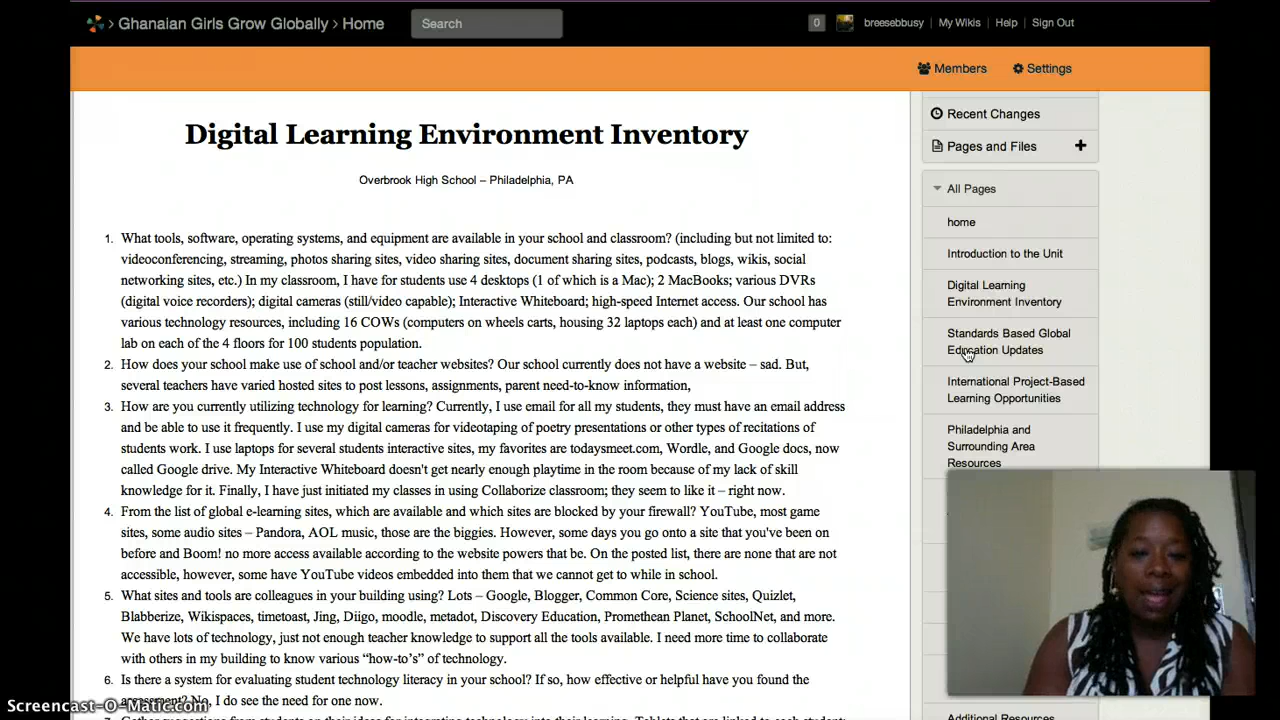 Ghanaian Girls Grow Globally › Home
Search
0
breesebbusy
My Wikis
Help
Sign Out
Members
Settings
Digital Learning Environment Inventory
Overbrook High School – Philadelphia, PA
1. What tools, software, operating systems, and equipment are available in your school and classroom? (including but not limited to:
videoconferencing, streaming, photos sharing sites, video sharing sites, document sharing sites, podcasts, blogs, wikis, social
networking sites, etc.) In my classroom, I have for students use 4 desktops (1 of which is a Mac); 2 MacBooks; various DVRs
(digital voice recorders); digital cameras (still/video capable); Interactive Whiteboard; high-speed Internet access. Our school has
various technology resources, including 16 COWs (computers on wheels carts, housing 32 laptops each) and at least one computer
lab on each of the 4 floors for 100 students population.
2. How does your school make use of school and/or teacher websites? Our school currently does not have a website – sad. But,
several teachers have varied hosted sites to post lessons, assignments, parent need-to-know information,
3. How are you currently utilizing technology for learning? Currently, I use email for all my students, they must have an email address
and be able to use it frequently. I use my digital cameras for videotaping of poetry presentations or other types of recitations of
students work. I use laptops for several students interactive sites, my favorites are todaysmeet.com, Wordle, and Google docs, now
called Google drive. My Interactive Whiteboard doesn't get nearly enough playtime in the room because of my lack of skill
knowledge for it. Finally, I have just initiated my classes in using Collaborize classroom; they seem to like it – right now.
4. From the list of global e-learning sites, which are available and which sites are blocked by your firewall? YouTube, most game
sites, some audio sites – Pandora, AOL music, those are the biggies. However, some days you go onto a site that you've been on
before and Boom! no more access available according to the website powers that be. On the posted list, there are none that are not
accessible, however, some have YouTube videos embedded into them that we cannot get to while in school.
5. What sites and tools are colleagues in your building using? Lots – Google, Blogger, Common Core, Science sites, Quizlet,
Blabberize, Wikispaces, timetoast, Jing, Diigo, moodle, metadot, Discovery Education, Promethean Planet, SchoolNet, and more.
We have lots of technology, just not enough teacher knowledge to support all the tools available. I need more time to collaborate
with others in my building to know various “how-to's” of technology.
6. Is there a system for evaluating student technology literacy in your school? If so, how effective or helpful have you found the
assessment? No, I do see the need for one now.
Recent Changes
Pages and Files
All Pages
home
Introduction to the Unit
Digital Learning
Environment Inventory
Standards Based Global
Education Updates
International Project-Based
Learning Opportunities
Philadelphia and
Surrounding Area
Resources
Additional Resources
Screencast-O-Matic.com